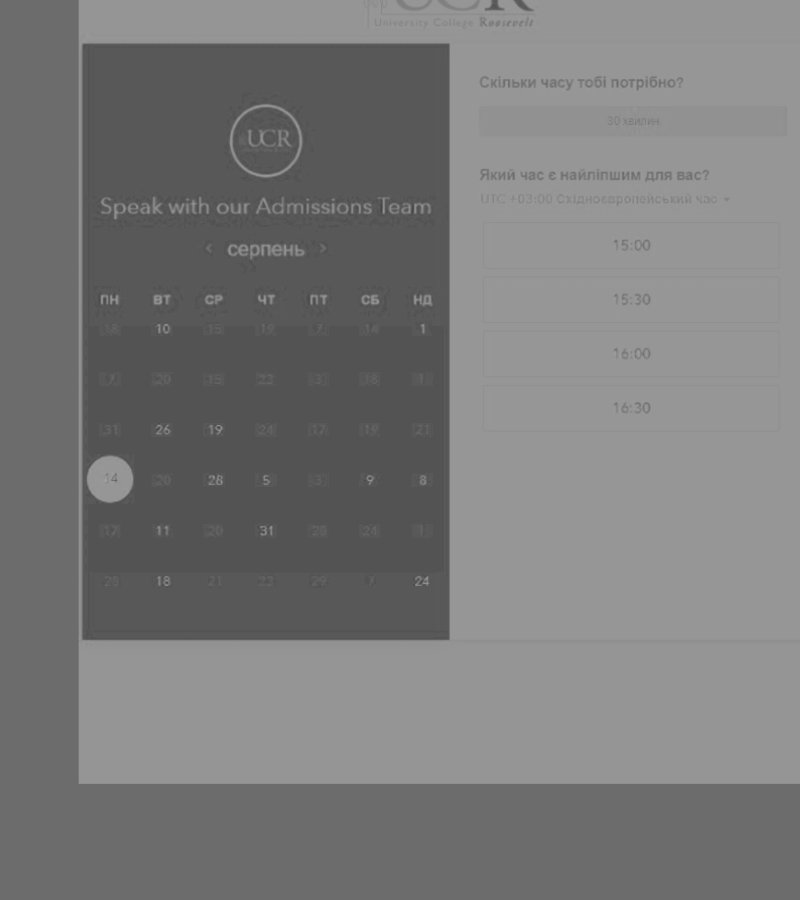 UCR
University College Roosevelt
UCR
Speak with our Admissions Team
‹ серпень ›
ПН ВТ СР ЧТ ПТ СБ НД
18 10 15 19 7 14 1
7 20 15 22 3 18 1
31 26 19 24 17 19 21
14 20 28 5 3 9 8
17 11 20 31 25 24 1
28 18 21 22 29 7 24
Скільки часу тобі потрібно?
30 хвилин
Який час є найліпшим для вас?
UTC +03:00 Східноєвропейський час
15:00
15:30
16:00
16:30